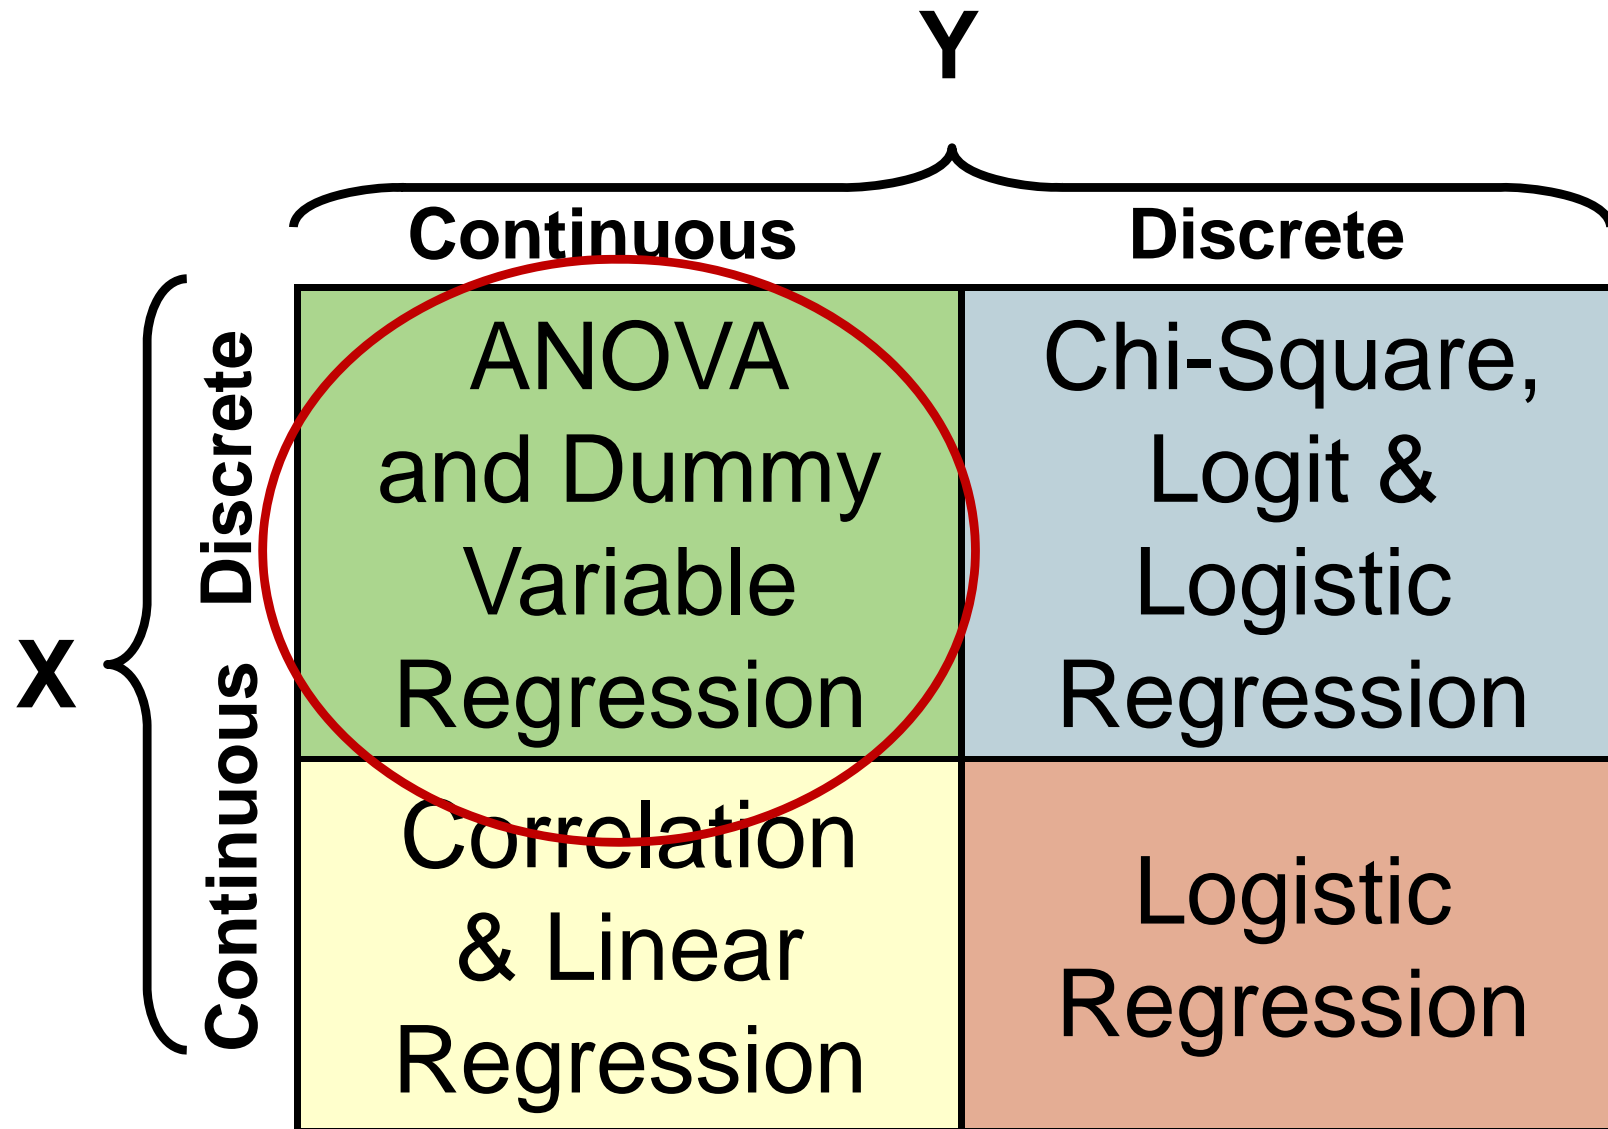 Y
Continuous Discrete
X
Discrete
ANOVA
and Dummy
Variable
Regression
Chi-Square,
Logit &
Logistic
Regression
Continuous
Correlation
& Linear
Regression
Logistic
Regression